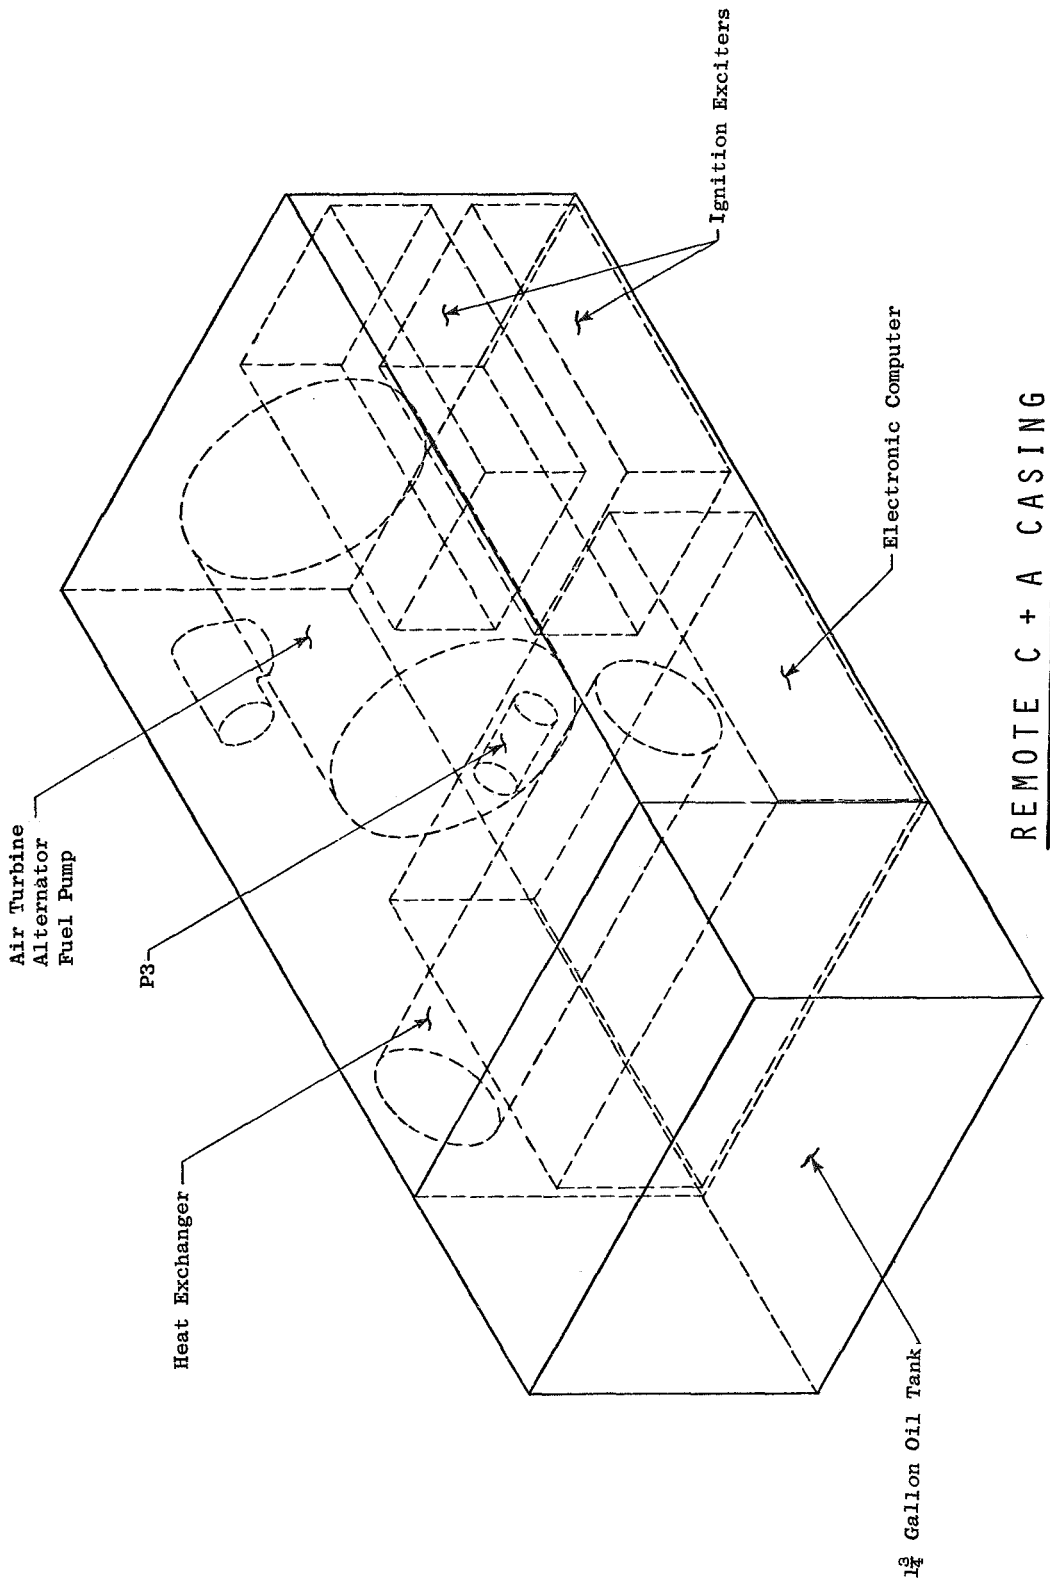 Air Turbine
Alternator
Fuel Pump
P3
Heat Exchanger
Ignition Exciters
Electronic Computer
1¾ Gallon Oil Tank
REMOTE C + A CASING